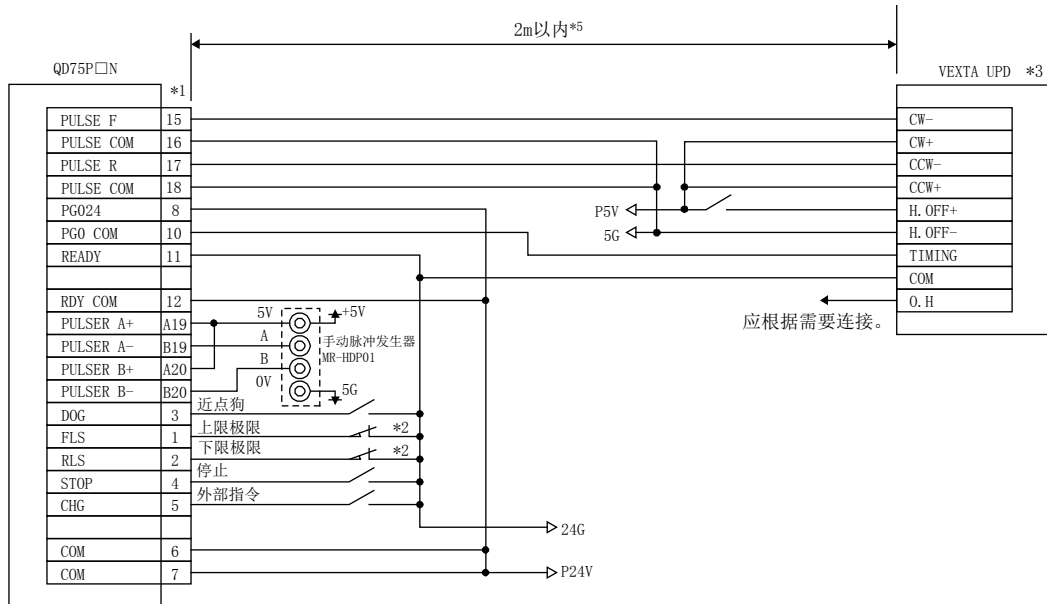 2m以内*5
QD75P□N
*1
VEXTA UPD *3
PULSE F 15
PULSE COM 16
PULSE R 17
PULSE COM 18
PGO24 8
PGO COM 10
READY 11
RDY COM 12
PULSER A+ A19
PULSER A- B19
PULSER B+ A20
PULSER B- B20
DOG 3
FLS 1
RLS 2
STOP 4
CHG 5
COM 6
COM 7
5V
A
B
0V
+5V
手动脉冲发生器
MR-HDP01
5G
近点狗
上限极限 *2
下限极限 *2
停止
外部指令
24G
P24V
P5V
5G
CW-
CW+
CCW-
CCW+
H.OFF+
H.OFF-
TIMING
COM
O.H
应根据需要连接。